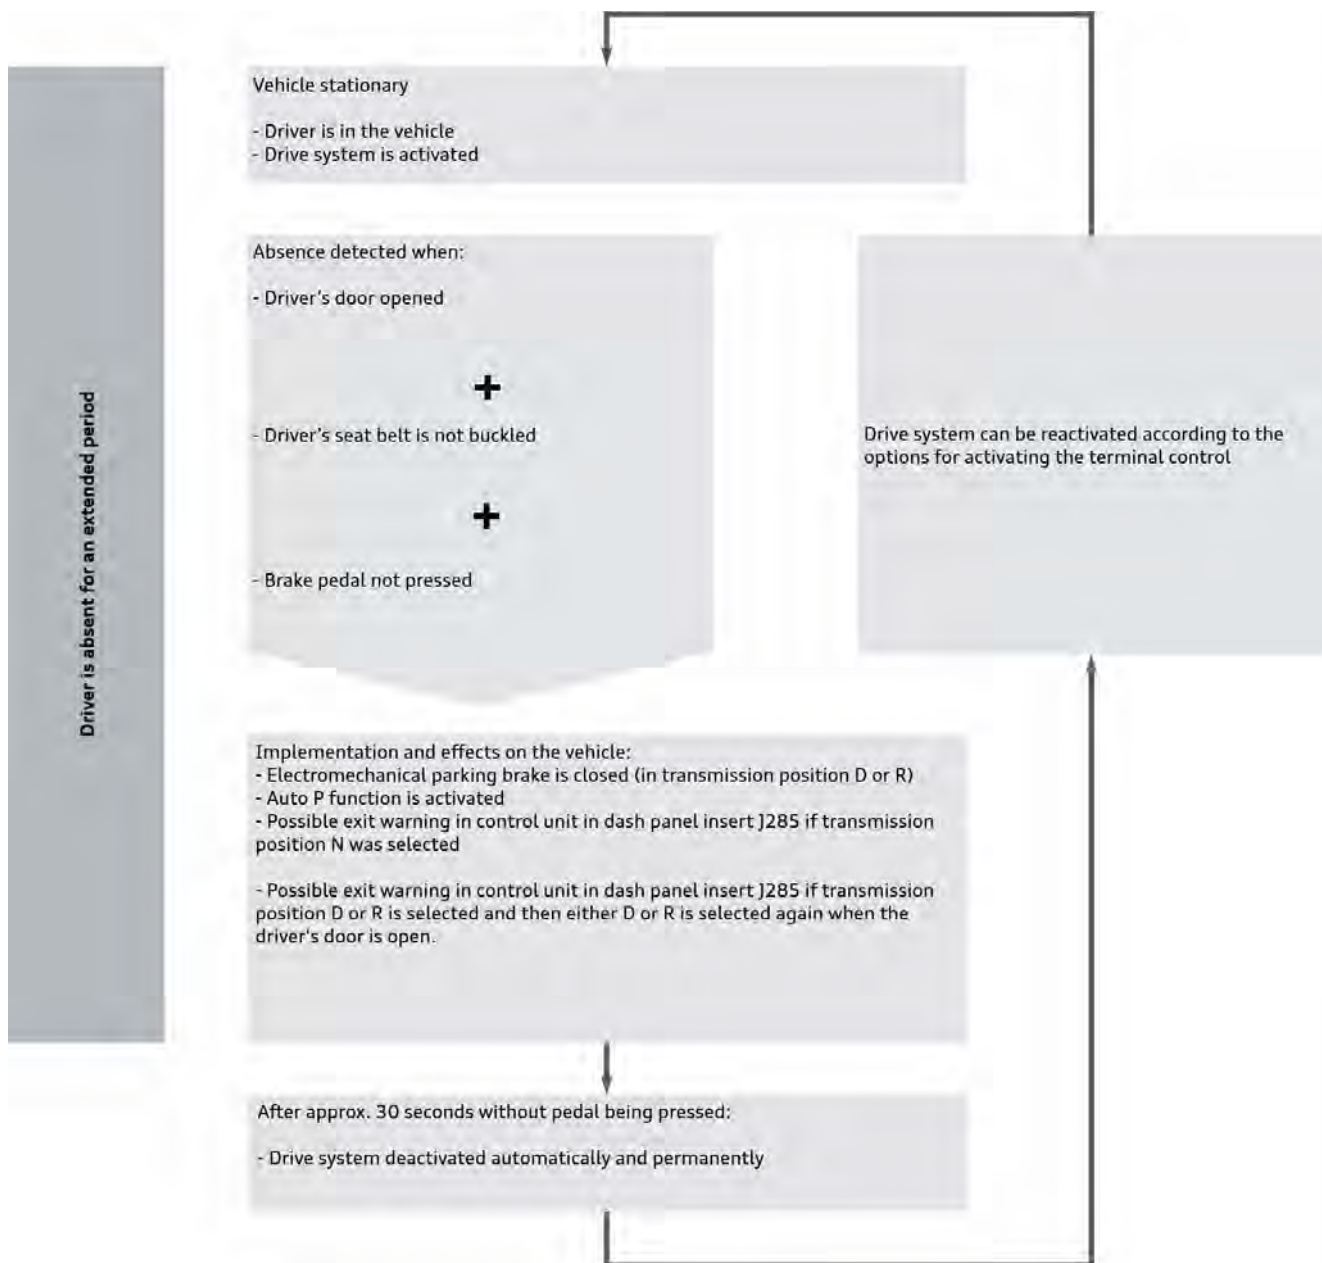 Vehicle stationary
- Driver is in the vehicle
- Drive system is activated
Absence detected when:
- Driver's door opened
+
- Driver's seat belt is not buckled
+
- Brake pedal not pressed
Drive system can be reactivated according to the
options for activating the terminal control
Driver is absent for an extended period
Implementation and effects on the vehicle:
- Electromechanical parking brake is closed (in transmission position D or R)
- Auto P function is activated
- Possible exit warning in control unit in dash panel insert J285 if transmission
position N was selected
- Possible exit warning in control unit in dash panel insert J285 if transmission
position D or R is selected and then either D or R is selected again when the
driver's door is open.
After approx. 30 seconds without pedal being pressed:
- Drive system deactivated automatically and permanently